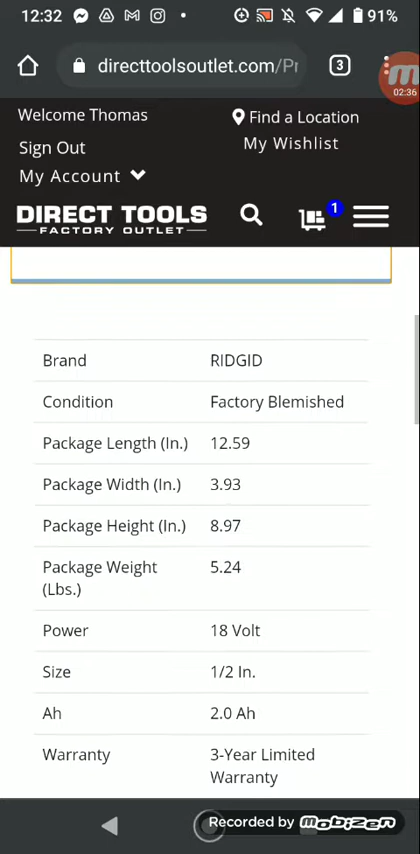 12:32 91%
directtoolsoutlet.com/Pr 3
M
02:36
Welcome Thomas Find a Location
Sign Out My Wishlist
My Account
DIRECT TOOLS
FACTORY OUTLET
1
Brand RIDGID
Condition Factory Blemished
Package Length (In.) 12.59
Package Width (In.) 3.93
Package Height (In.) 8.97
Package Weight (Lbs.) 5.24
Power 18 Volt
Size 1/2 In.
Ah 2.0 Ah
Warranty 3-Year Limited
Warranty
Recorded by mobizen